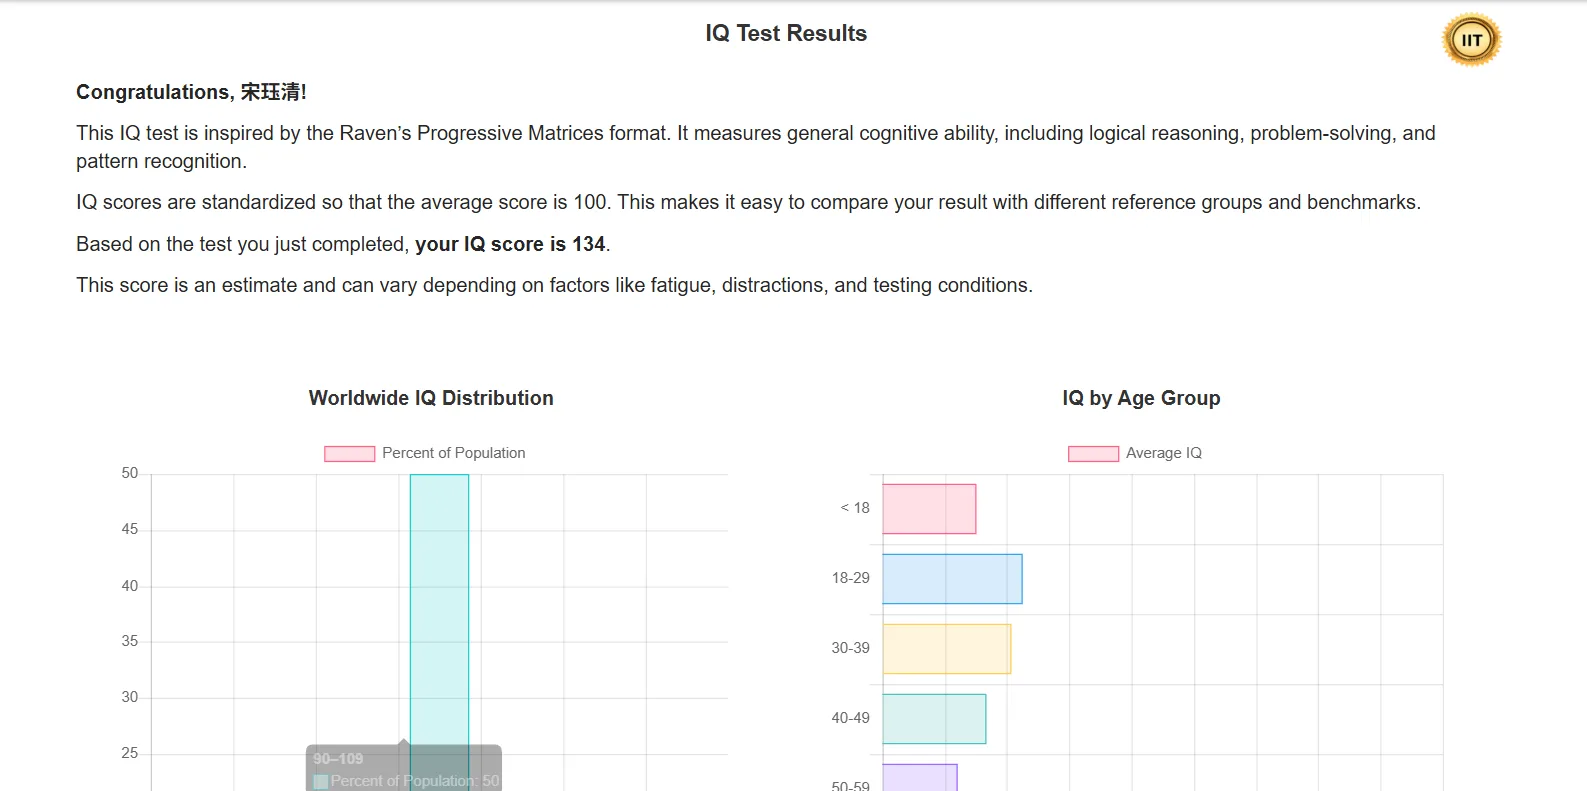 IQ Test Results
IIT
Congratulations, 宋珏清!
This IQ test is inspired by the Raven’s Progressive Matrices format. It measures general cognitive ability, including logical reasoning, problem-solving, and
pattern recognition.
IQ scores are standardized so that the average score is 100. This makes it easy to compare your result with different reference groups and benchmarks.
Based on the test you just completed, your IQ score is 134.
This score is an estimate and can vary depending on factors like fatigue, distractions, and testing conditions.
Worldwide IQ Distribution
Percent of Population
50
45
40
35
30
25
90–109
Percent of Population: 50
IQ by Age Group
Average IQ
< 18
18-29
30-39
40-49
50-59